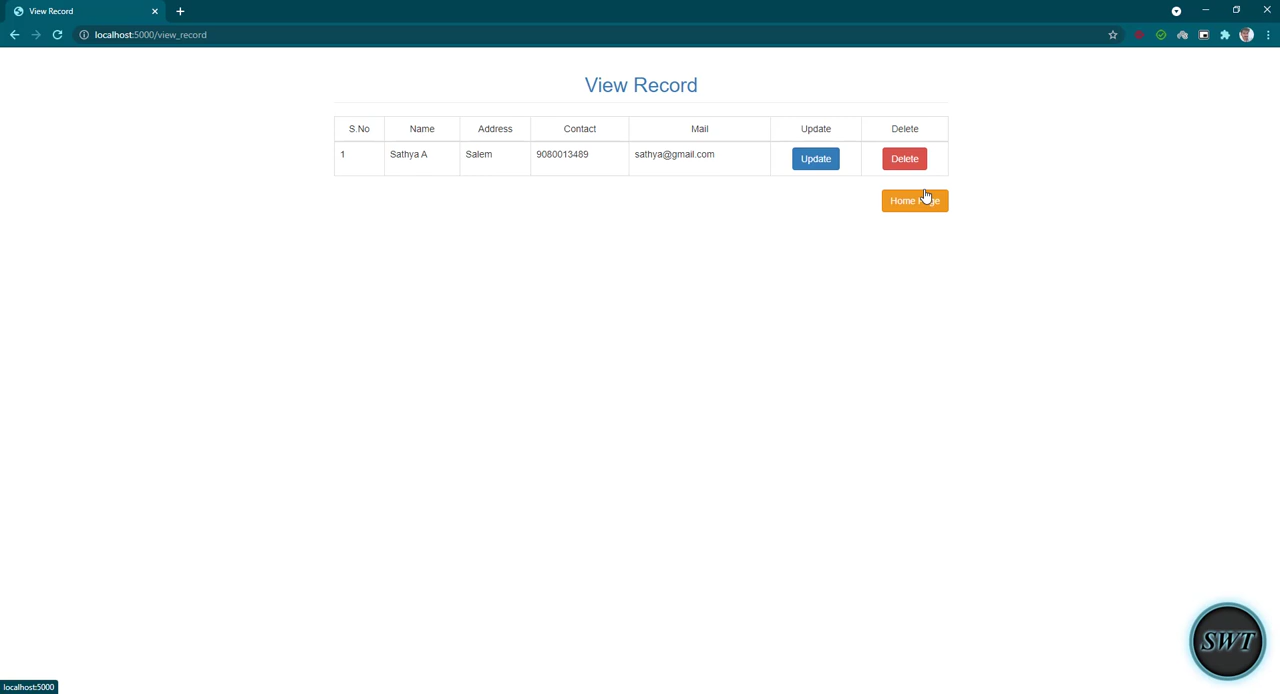 View Record
localhost:5000/view_record
View Record
S.No Name Address Contact Mail Update Delete
1 Sathya A Salem 9080013489 sathya@gmail.com Update Delete
Home
SWT
localhost:5000